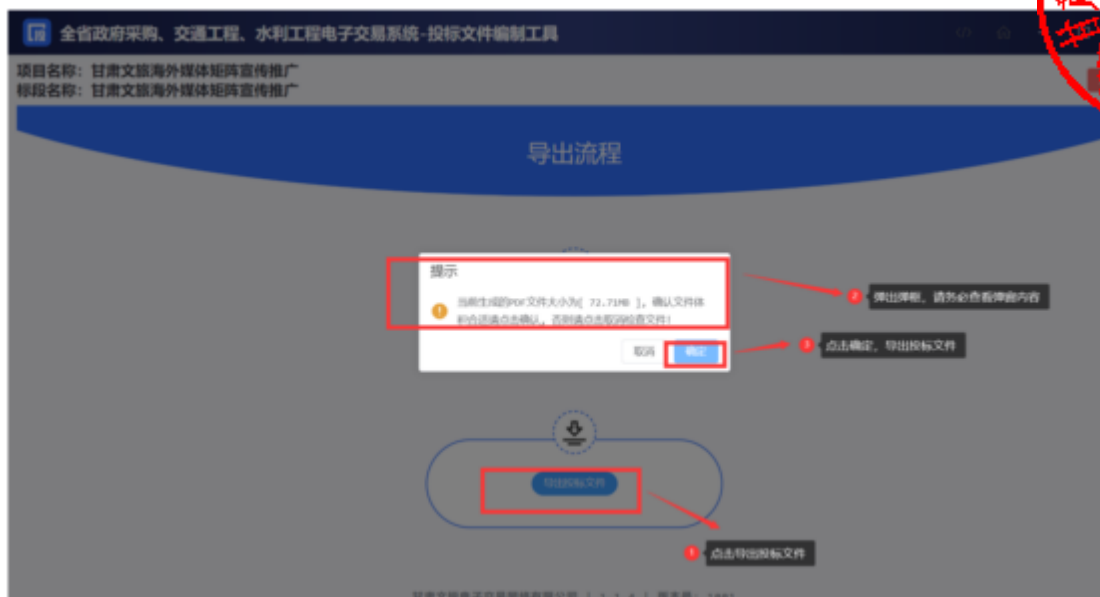 投 全省政府采购、交通工程、水利工程电子交易系统-投标文件编制工具
项目名称：甘肃文旅海外媒体矩阵宣传推广
标段名称：甘肃文旅海外媒体矩阵宣传推广
导出流程
提示
当前生成的PDF文件大小为[ 72.71MB ]，确认文件体
积合适请点击确认，否则请点击取消检查文件！
取消 确定
2 弹出弹框，请务必查看弹窗内容
3 点击确定，导出投标文件
导出投标文件
1 点击导出投标文件